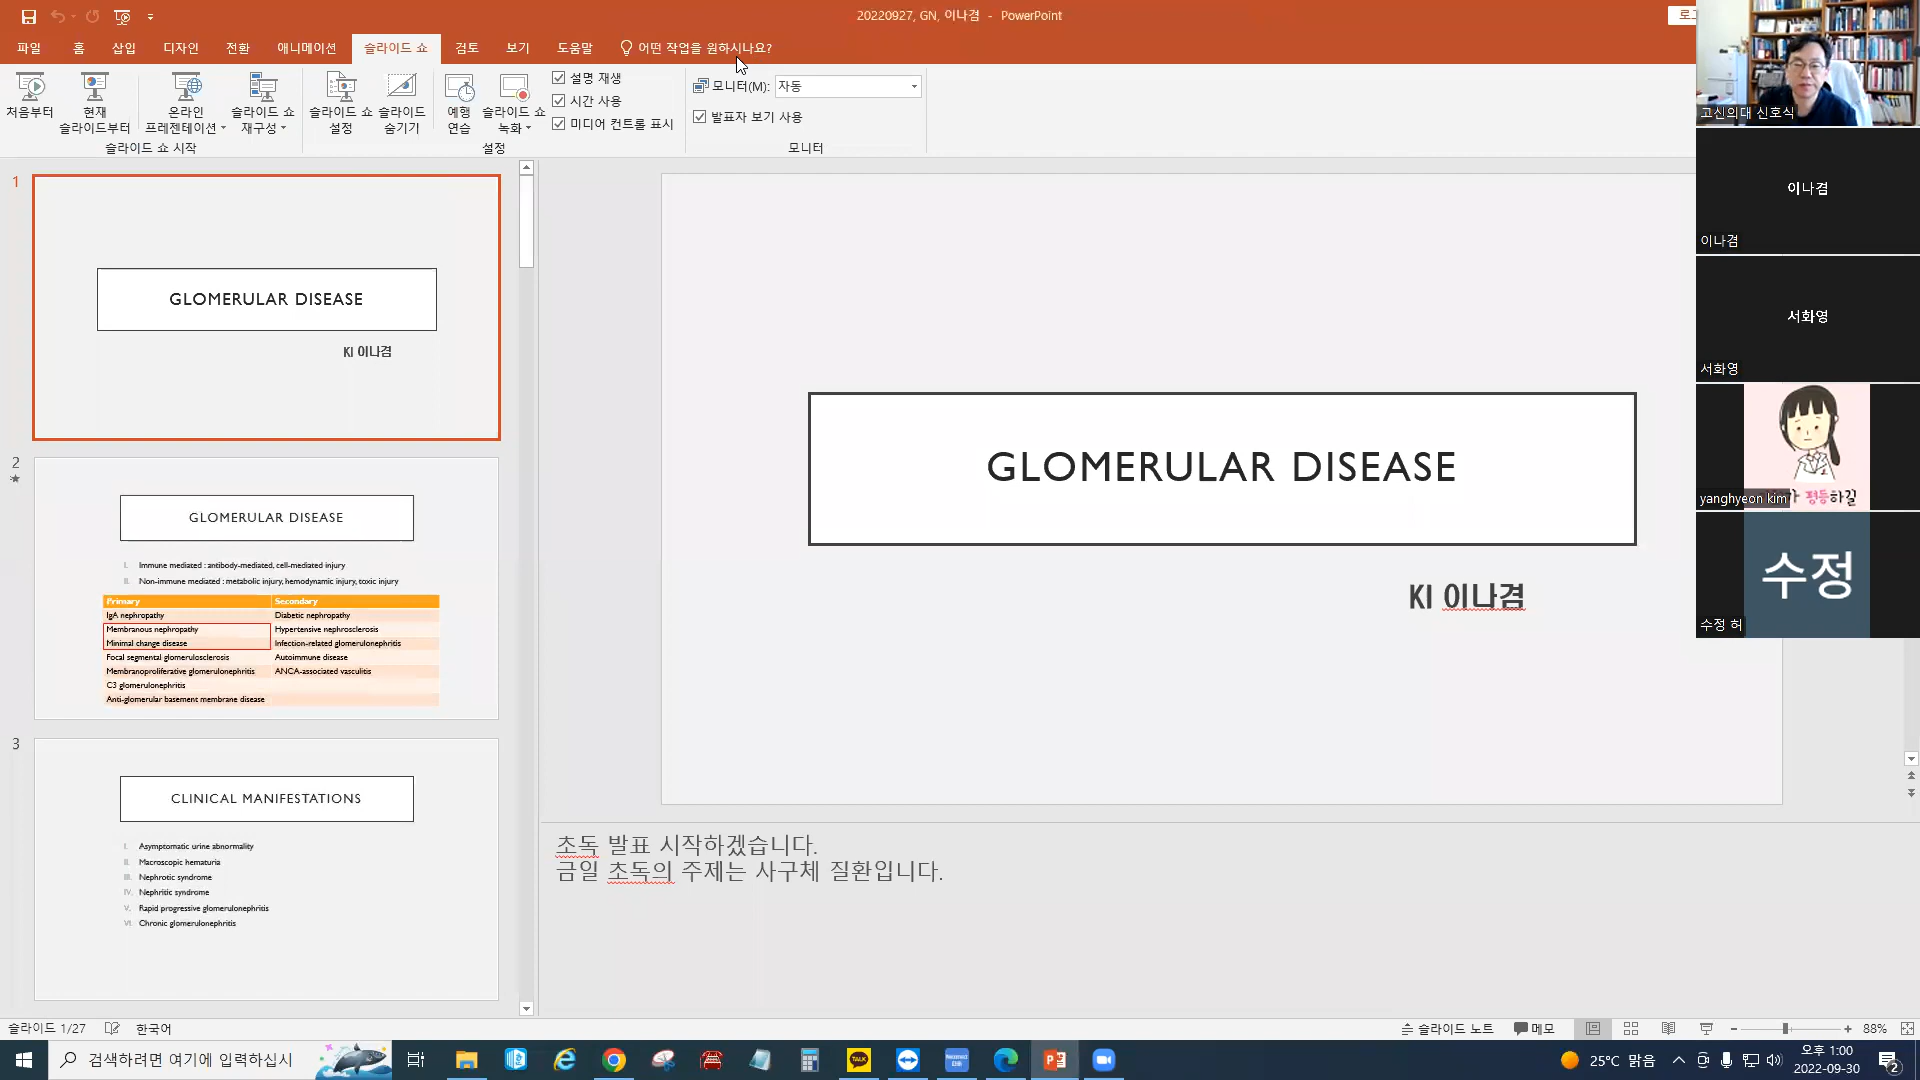 20220927, GN, 이나겸 - PowerPoint
파일 홈 삽입 디자인 전환 애니메이션 슬라이드 쇼 검토 보기 도움말 어떤 작업을 원하시나요?
처음부터
현재
슬라이드부터
온라인
프레젠테이션
슬라이드 쇼
재구성
슬라이드 쇼 시작
슬라이드 쇼
설정
슬라이드
숨기기
예행
연습
슬라이드 쇼
녹화
설명 재생
시간 사용
미디어 컨트롤 표시
설정
모니터(M): 자동
발표자 보기 사용
모니터
1
GLOMERULAR DISEASE
KI 이나겸
2
GLOMERULAR DISEASE
I. Immune mediated : antibody-mediated, cell-mediated injury
II. Non-immune mediated : metabolic injury, hemodynamic injury, toxic injury
Primary Secondary
IgA nephropathy Diabetic nephropathy
Membranous nephropathy Hypertensive nephrosclerosis
Minimal change disease Infection-related glomerulonephritis
Focal segmental glomerulosclerosis Autoimmune disease
Membranoproliferative glomerulonephritis ANCA-associated vasculitis
C3 glomerulonephritis
Anti-glomerular basement membrane disease
3
CLINICAL MANIFESTATIONS
I. Asymptomatic urine abnormality
II. Macroscopic hematuria
III. Nephrotic syndrome
IV. Nephritic syndrome
V. Rapid progressive glomerulonephritis
VI. Chronic glomerulonephritis
GLOMERULAR DISEASE
KI 이나겸
초독 발표 시작하겠습니다.
금일 초독의 주제는 사구체 질환입니다.
고신의대 신호식
이나겸
이나겸
서화영
서화영
평등하길
yanghyeon kim
수정
수정 허
슬라이드 1/27 한국어
슬라이드 노트 메모 88%
검색하려면 여기에 입력하십시
TALK
25°C 맑음
오후 1:00
2022-09-30
2